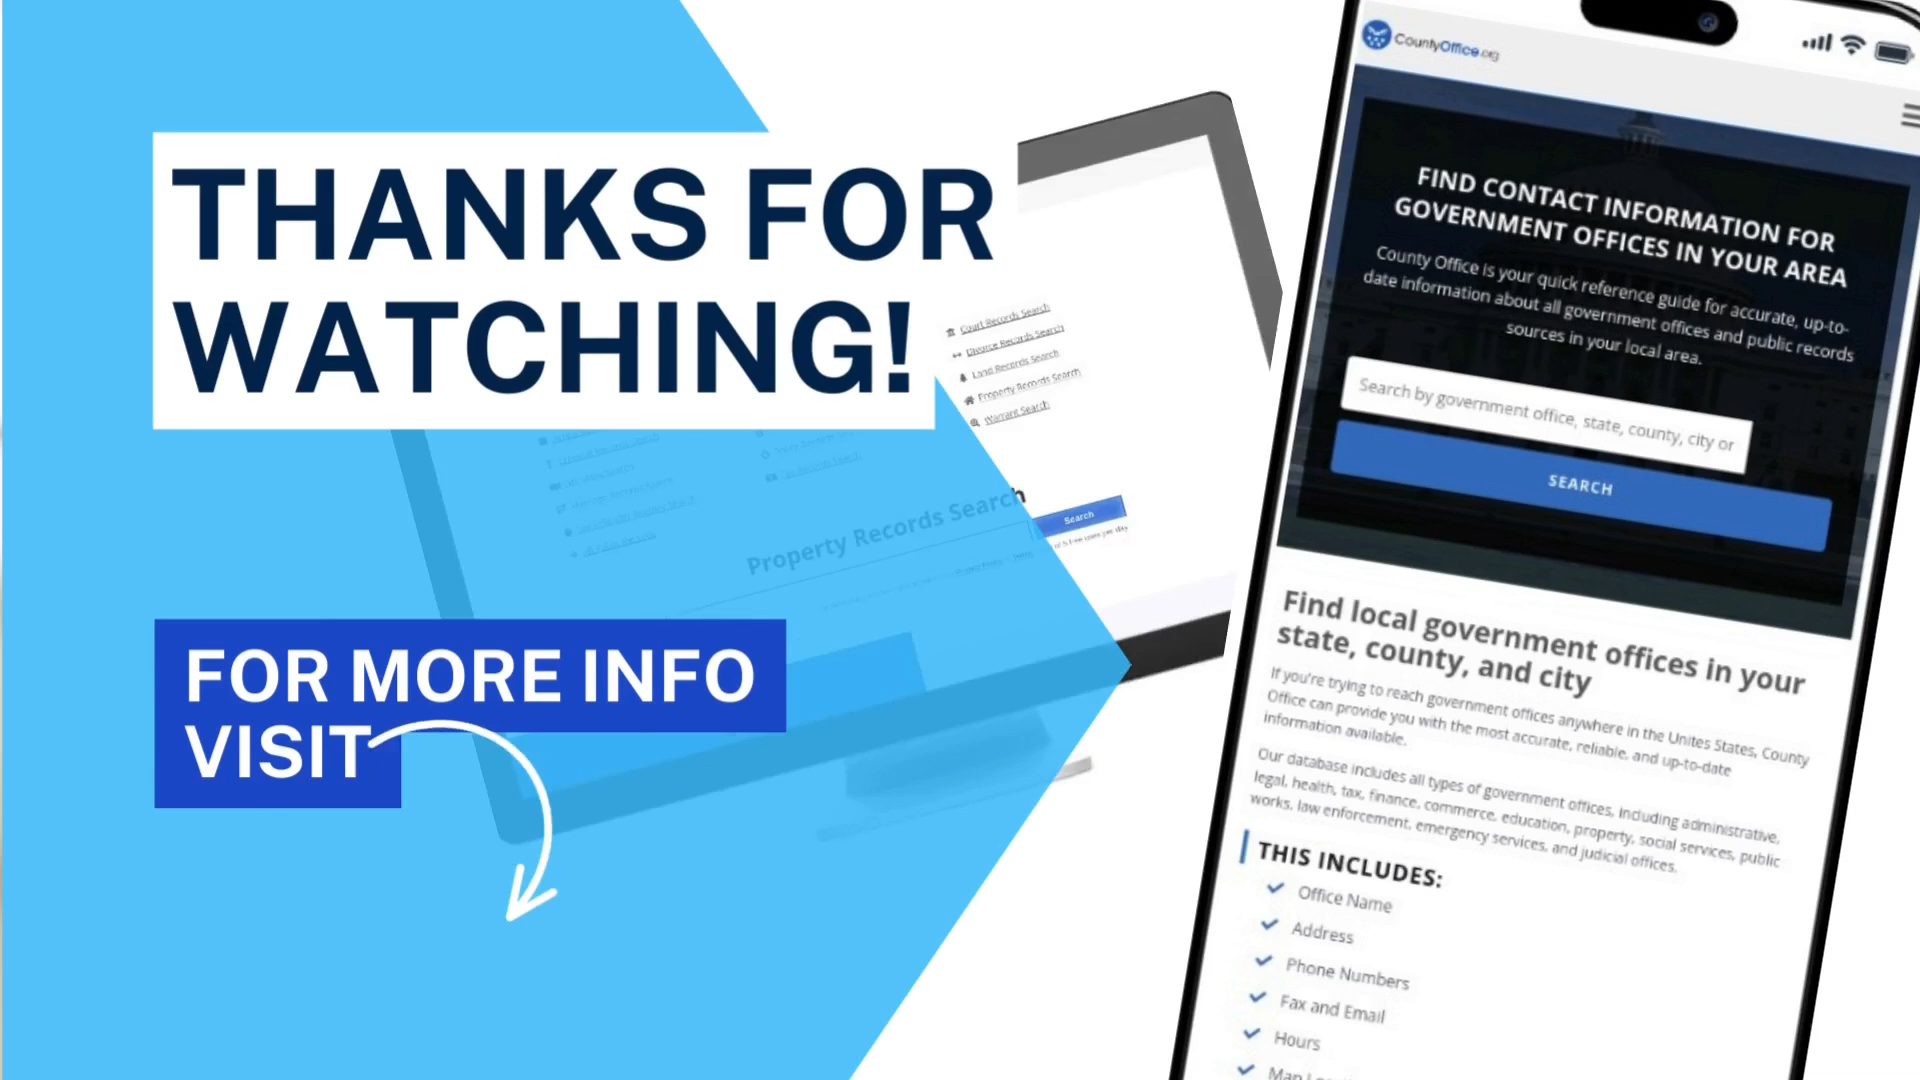 THANKS FOR
WATCHING!
FOR MORE INFO
VISIT
Court Records Search
Divorce Records Search
Land Records Search
Property Records Search
Warrant Search
Property Records Search
Search
of 5 free uses per day
CountyOffice.org
FIND CONTACT INFORMATION FOR
GOVERNMENT OFFICES IN YOUR AREA
County Office is your quick reference guide for accurate, up-to-
date information about all government offices and public records
sources in your local area.
Search by government office, state, county, city or
SEARCH
Find local government offices in your
state, county, and city
If you're trying to reach government offices anywhere in the Unites States, County
Office can provide you with the most accurate, reliable, and up-to-date
information available.
Our database includes all types of government offices, including administrative,
legal, health, tax, finance, commerce, education, property, social services, public
works, law enforcement, emergency services, and judicial offices.
THIS INCLUDES:
Office Name
Address
Phone Numbers
Fax and Email
Hours